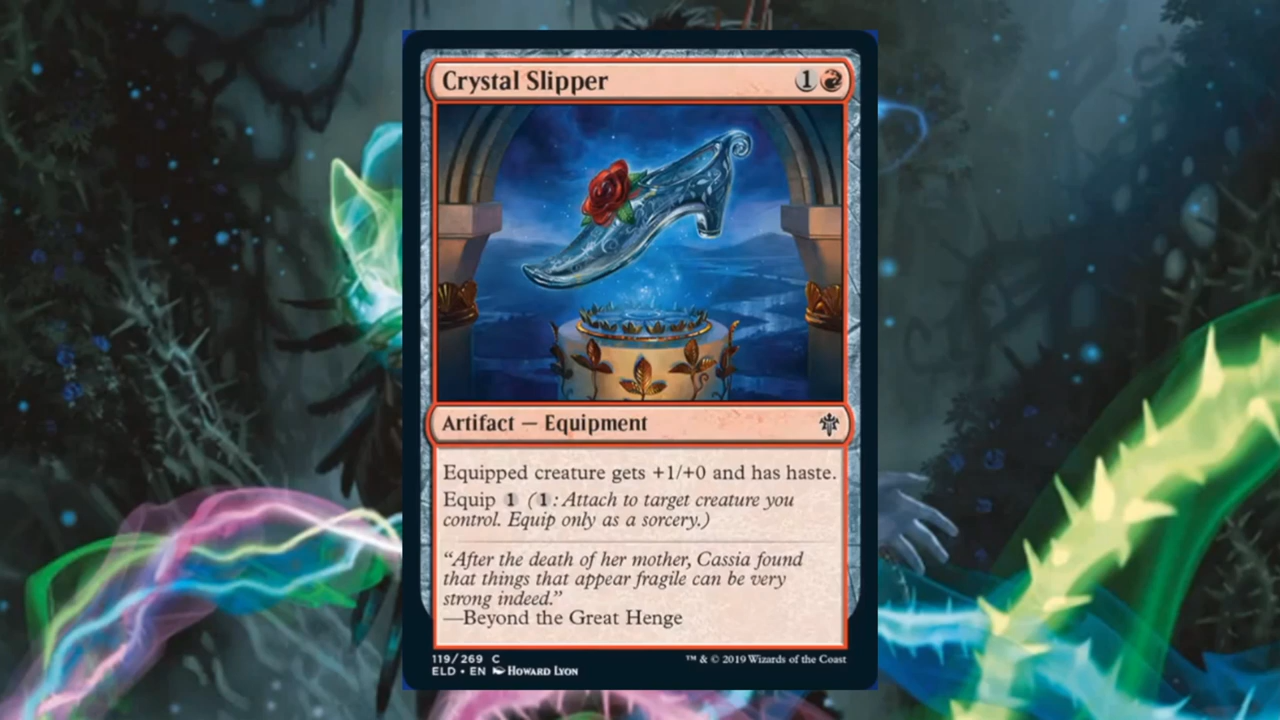 Crystal Slipper 1
Artifact — Equipment
Equipped creature gets +1/+0 and has haste.
Equip 1 (1: Attach to target creature you
control. Equip only as a sorcery.)
“After the death of her mother, Cassia found
that things that appear fragile can be very
strong indeed.”
—Beyond the Great Henge
119/269 C
ELD • EN Howard Lyon
™ & © 2019 Wizards of the Coast